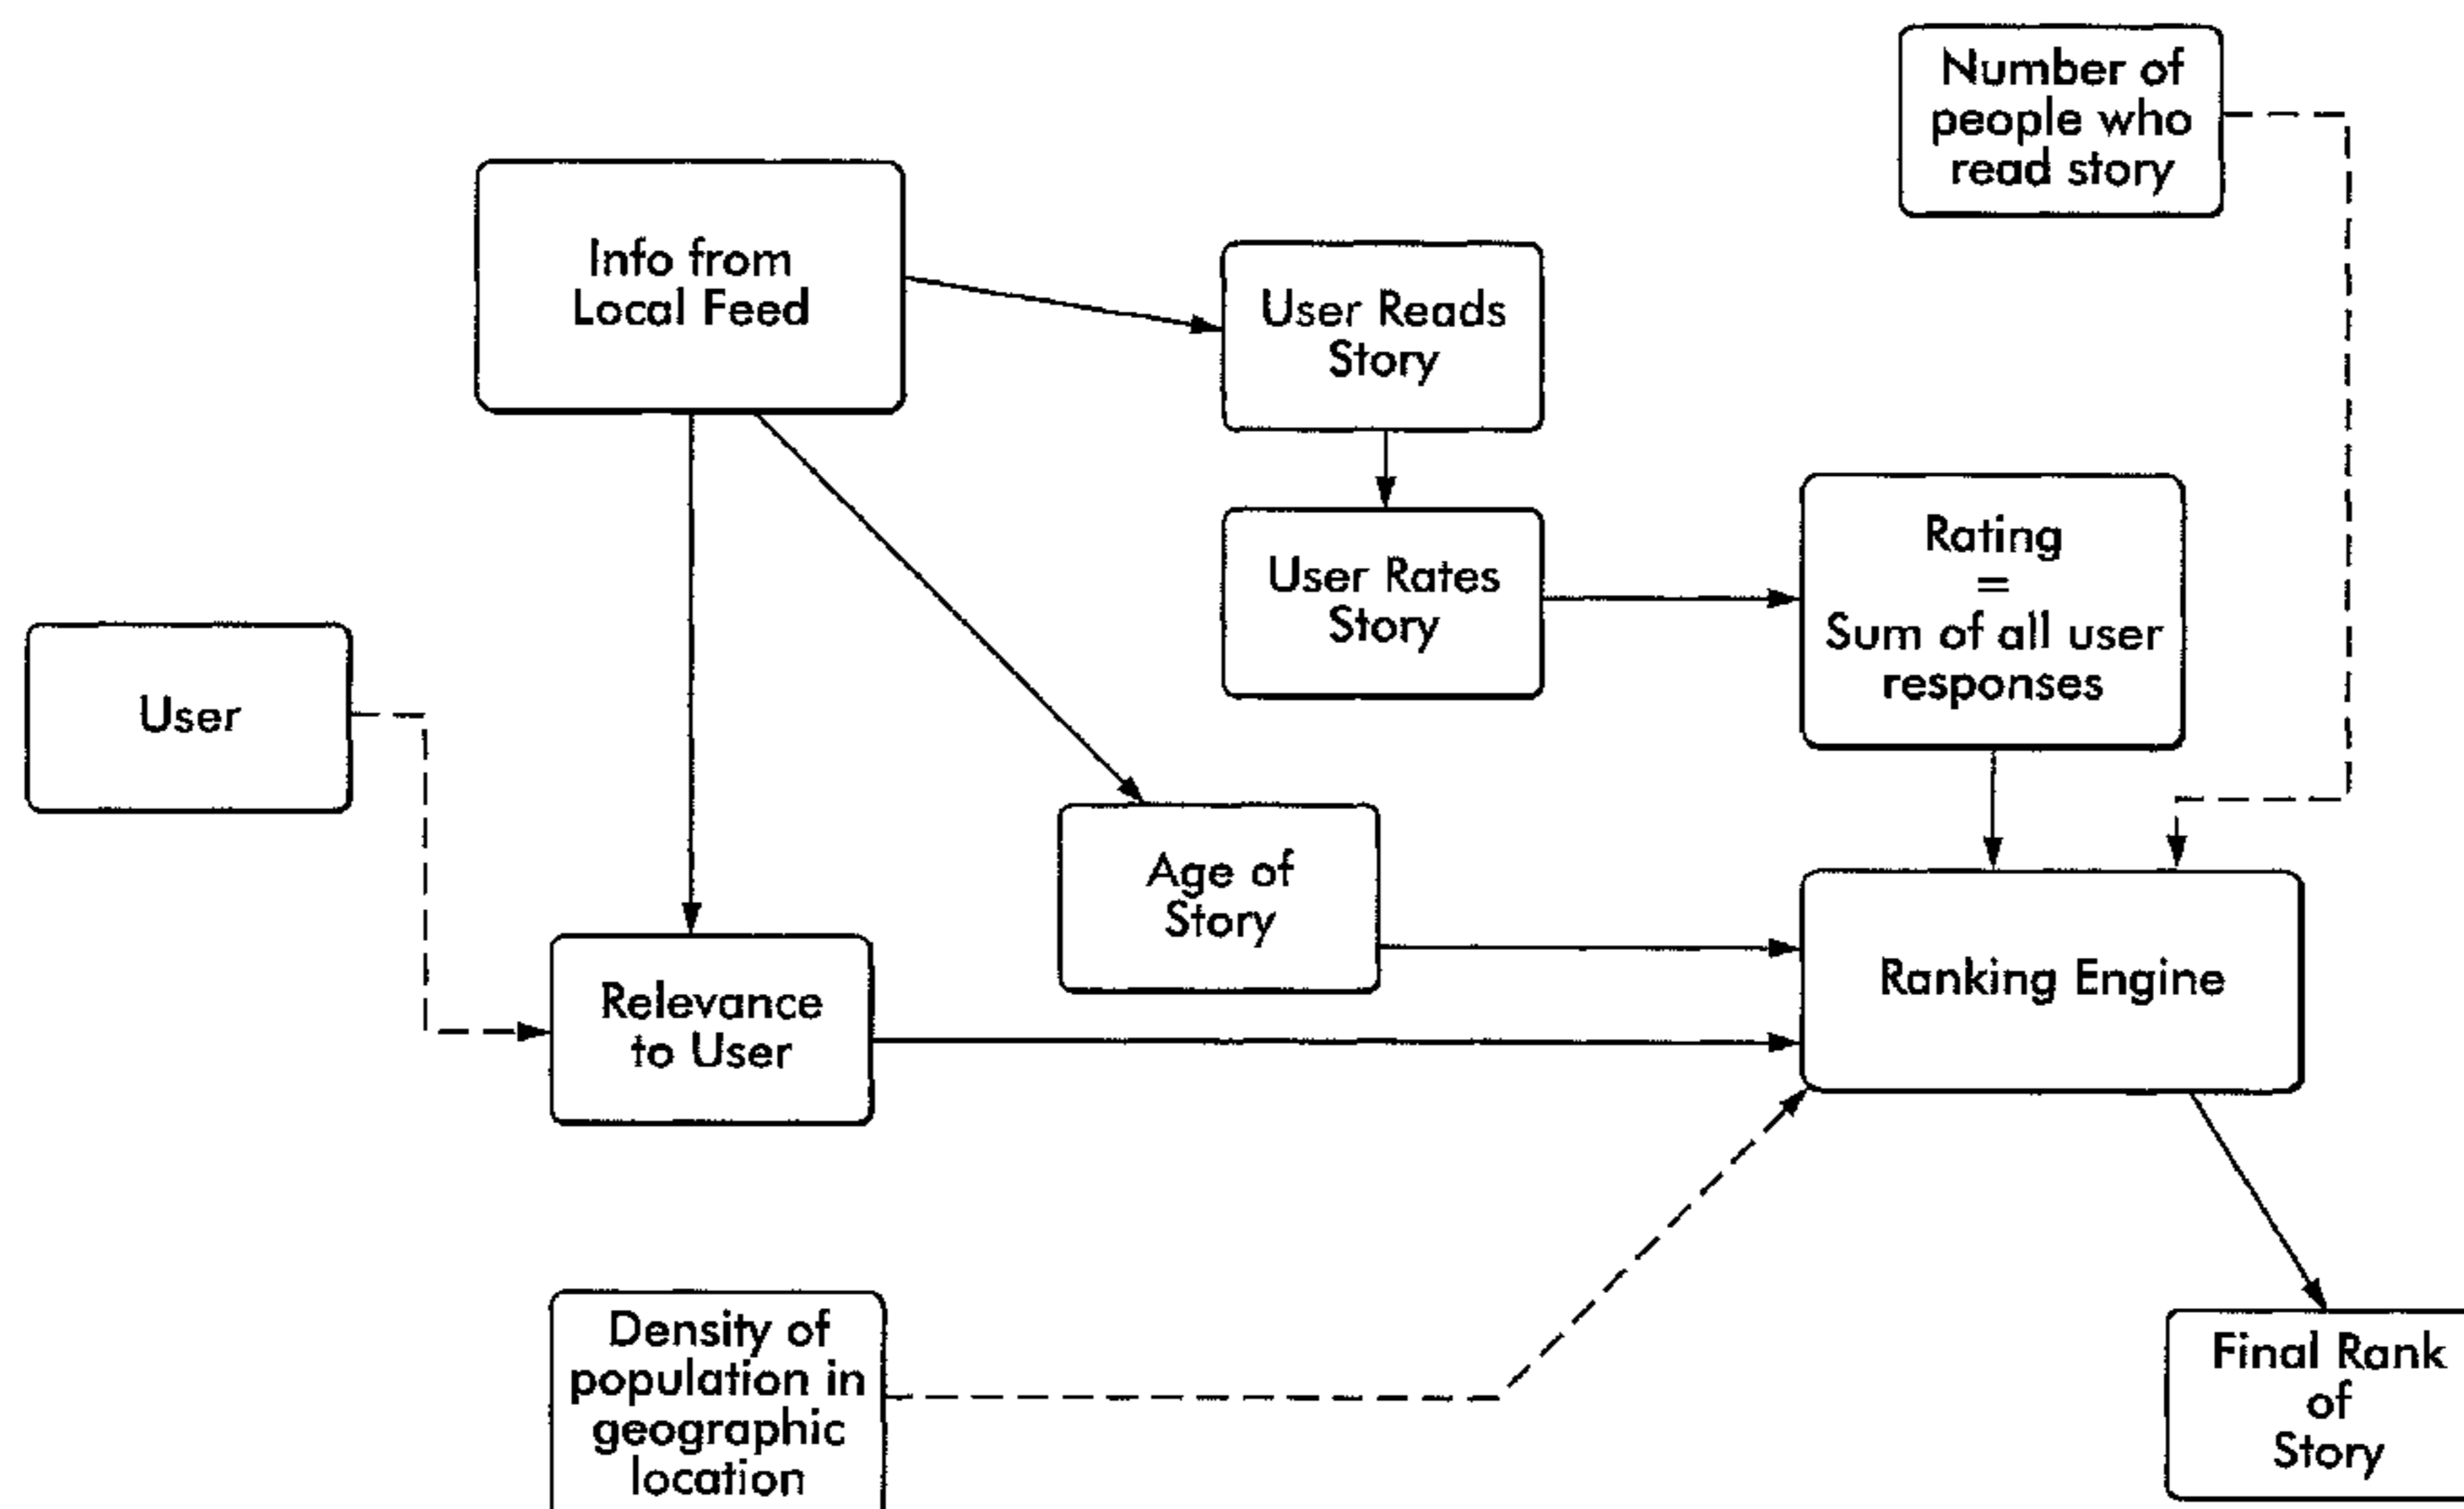 Number of
people who
read story
Info from
Local Feed
User Reads
Story
User Rates
Story
Rating
=
Sum of all user
responses
User
Age of
Story
Ranking Engine
Relevance
to User
Density of
population in
geographic
location
Final Rank
of
Story